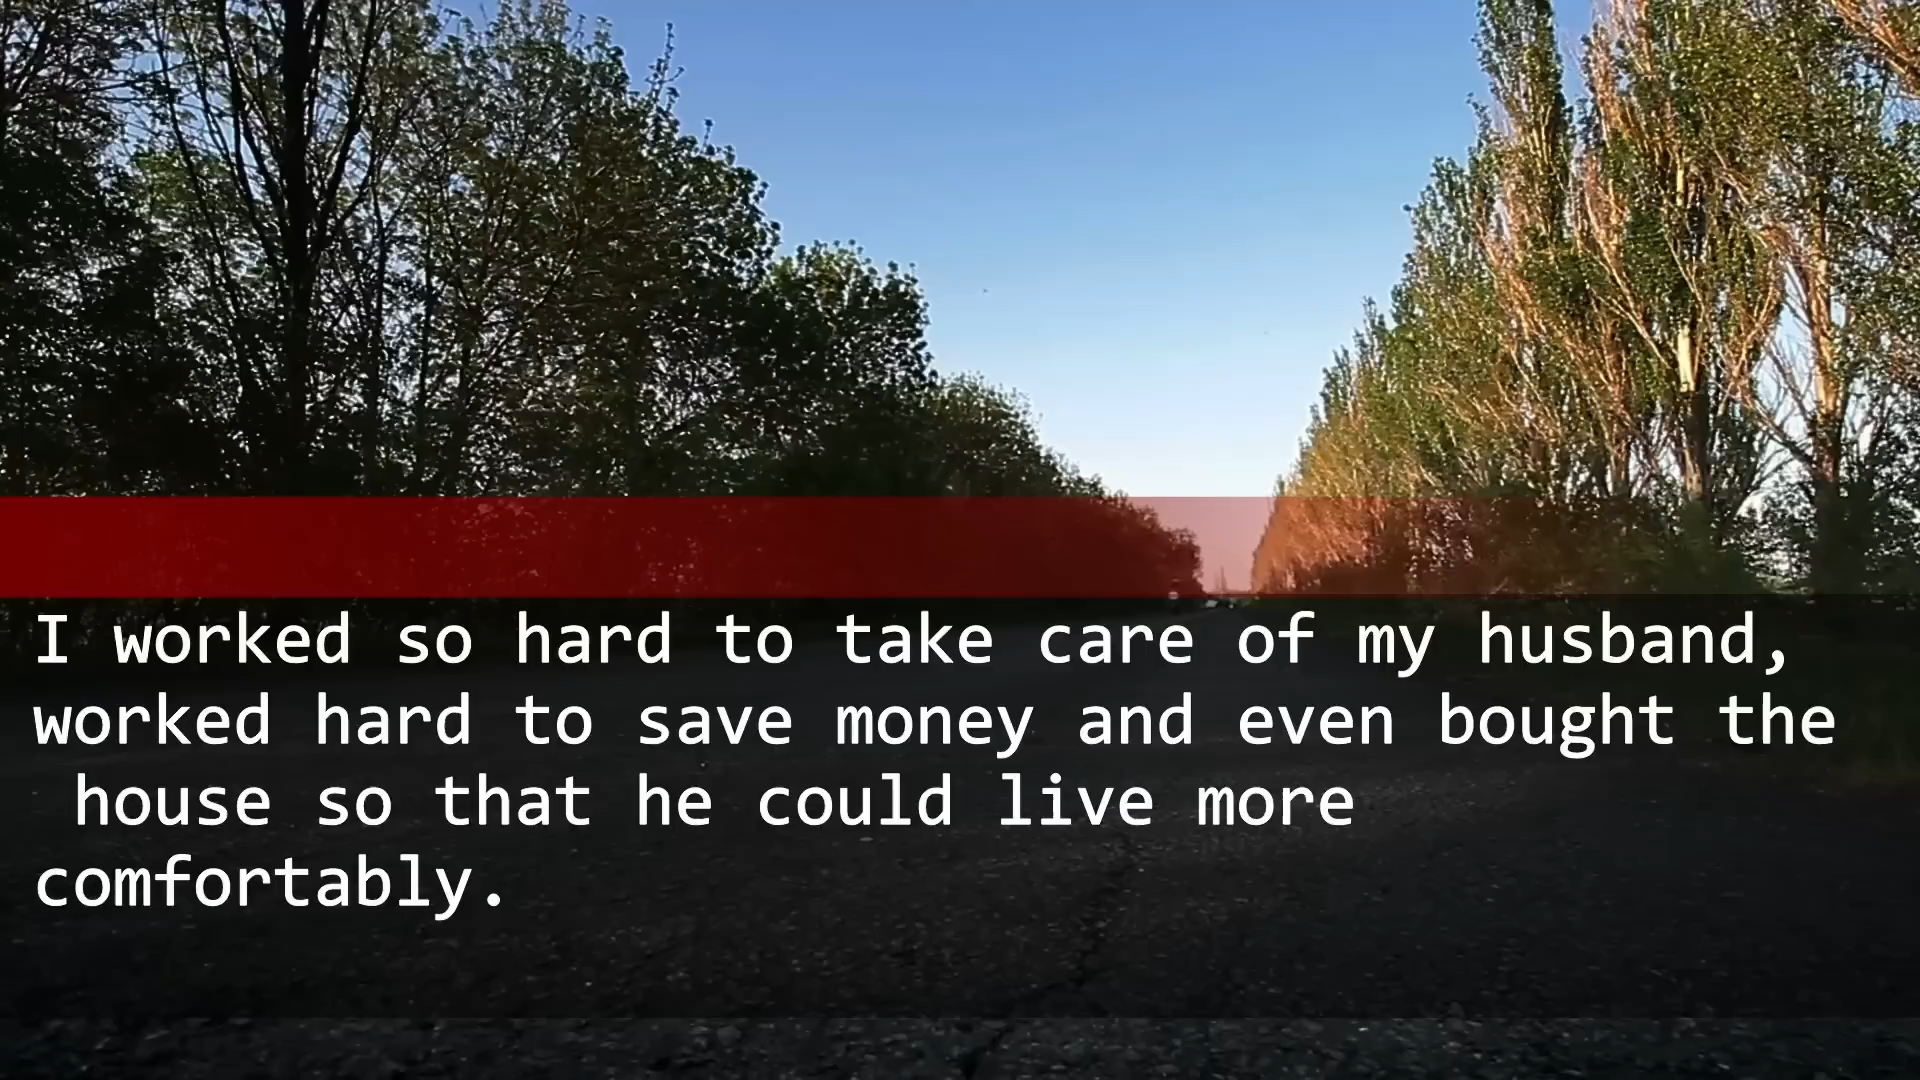 I worked so hard to take care of my husband,
worked hard to save money and even bought the
house so that he could live more
comfortably.